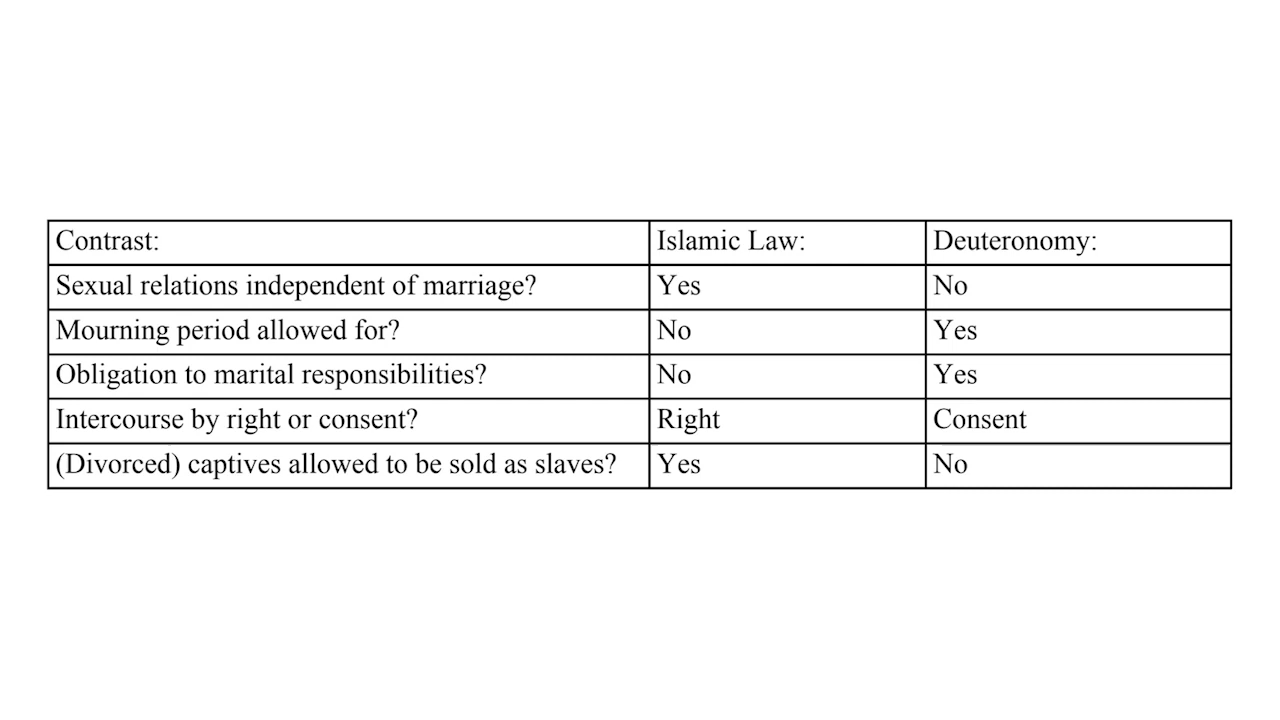 Contrast: Islamic Law: Deuteronomy:
Sexual relations independent of marriage? Yes No
Mourning period allowed for? No Yes
Obligation to marital responsibilities? No Yes
Intercourse by right or consent? Right Consent
(Divorced) captives allowed to be sold as slaves? Yes No